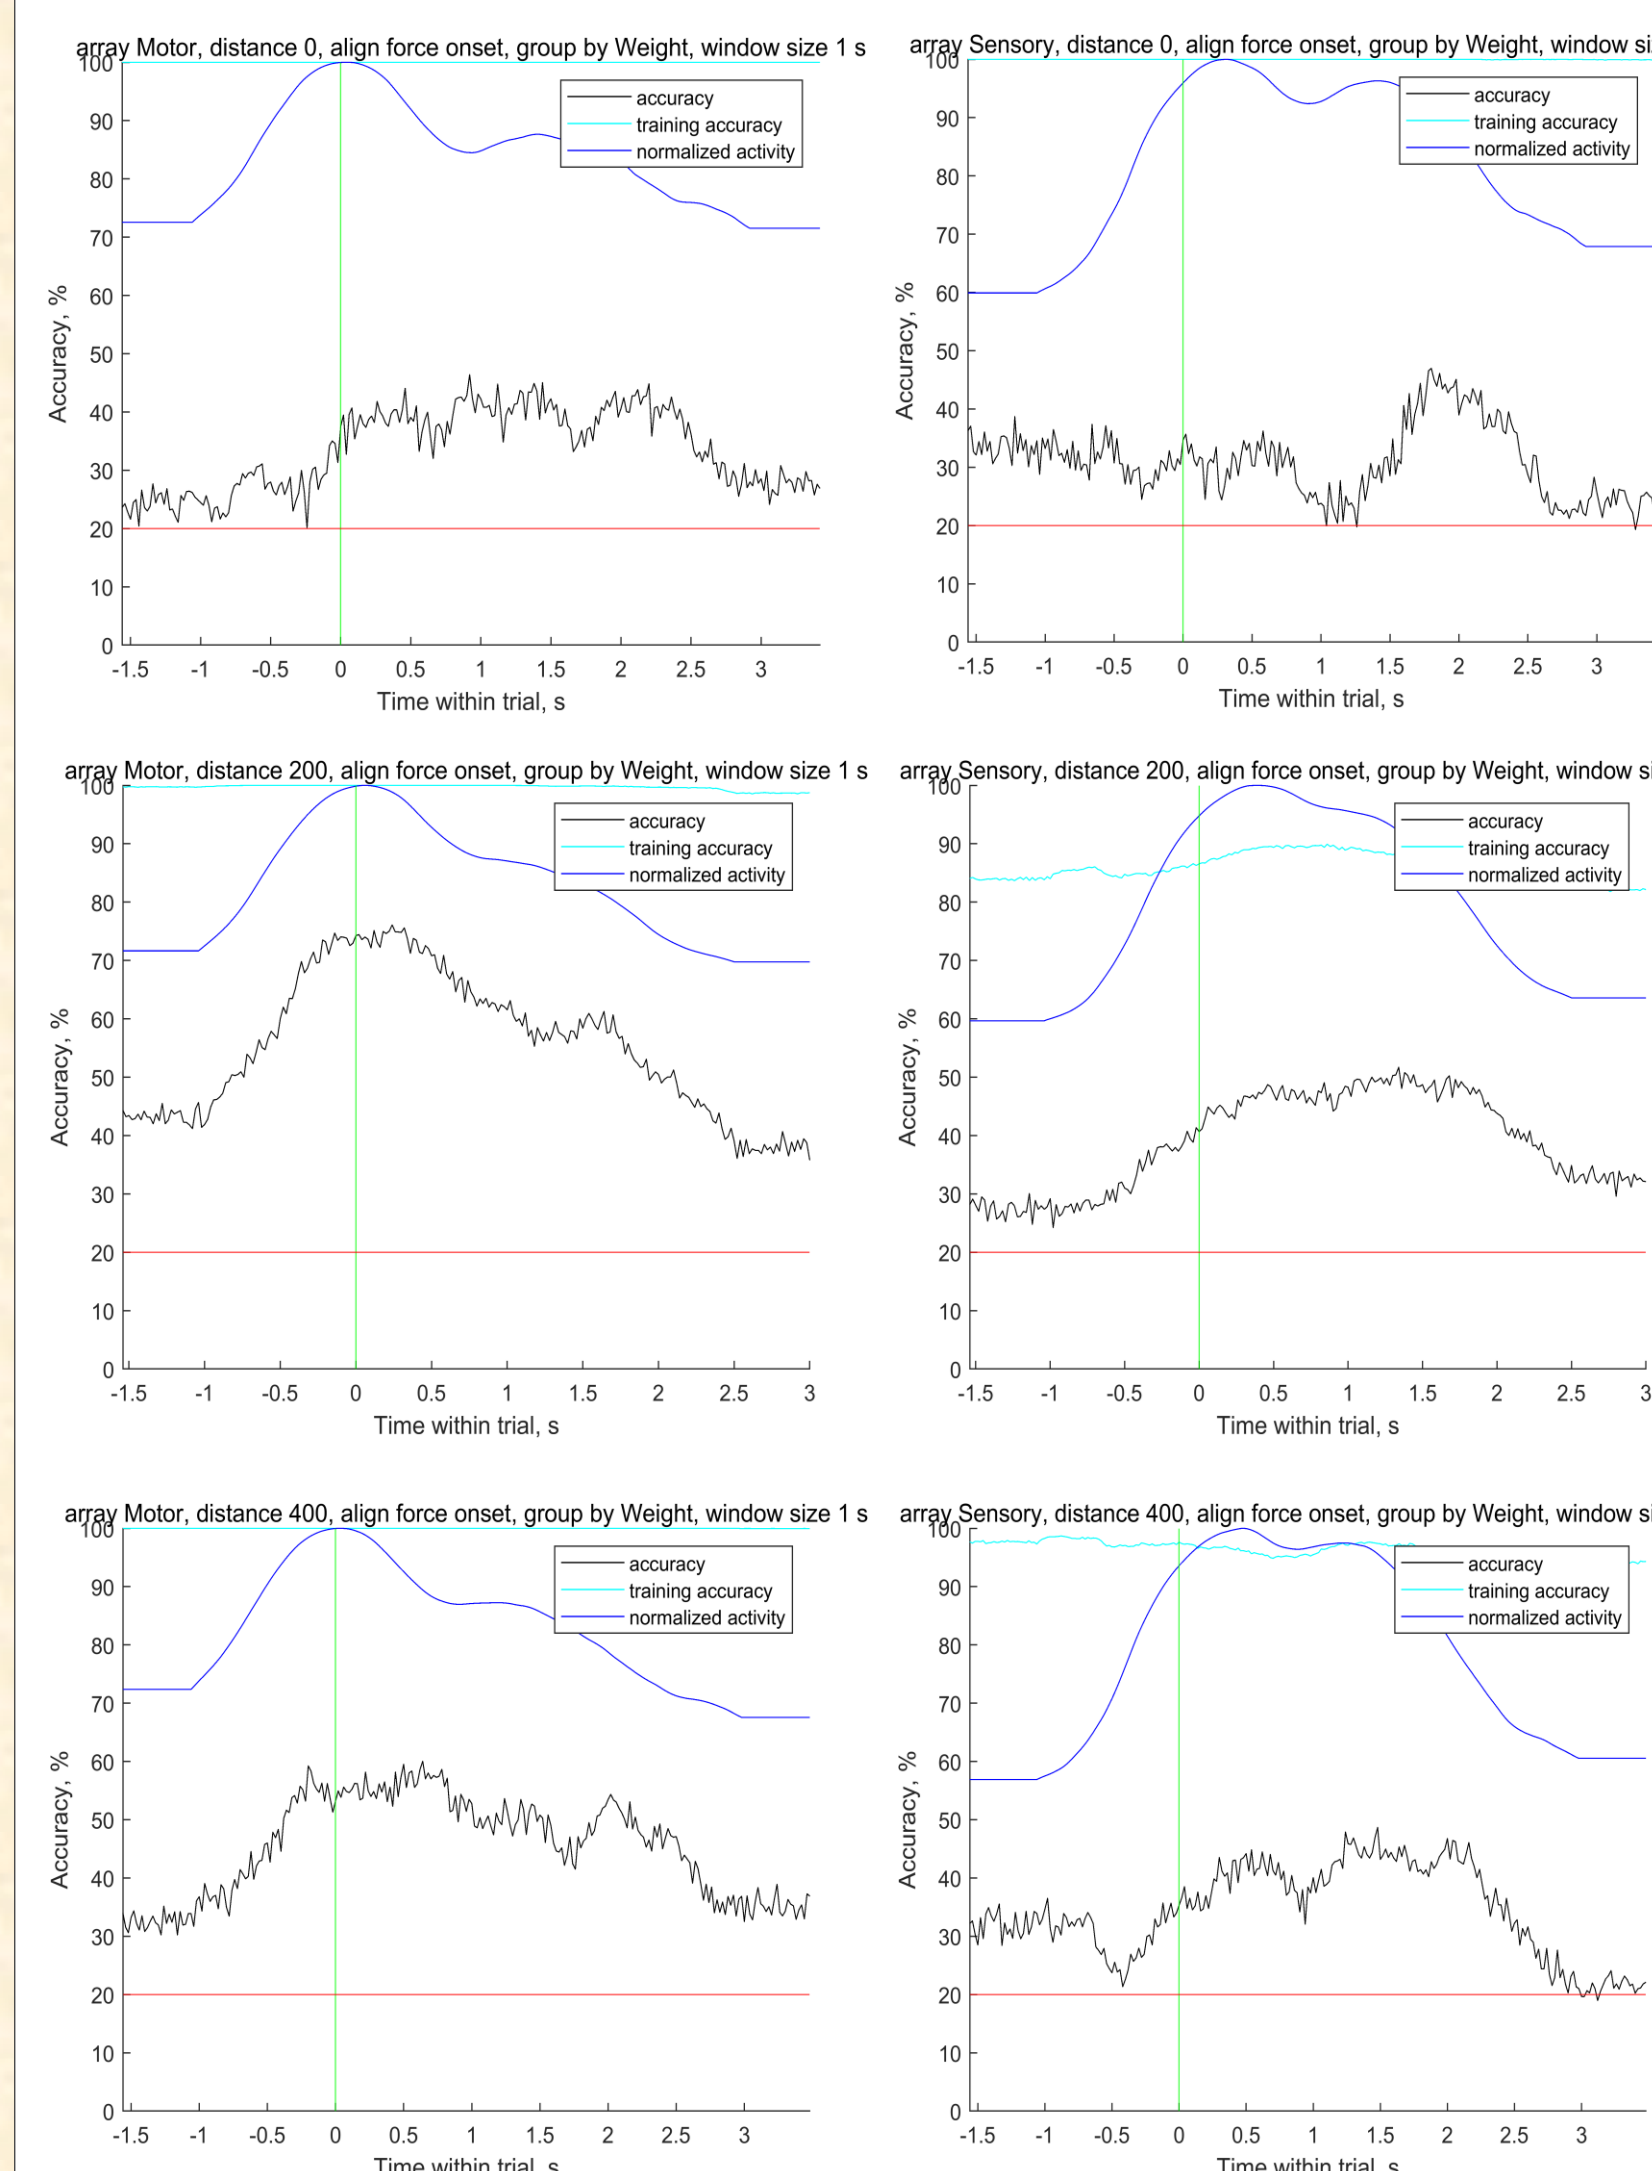 array Motor, distance 0, align force onset, group by Weight, window size 1 s
100
90
80
70
60
50
40
30
20
10
0
Accuracy, %
accuracy
training accuracy
normalized activity
-1.5 -1 -0.5 0 0.5 1 1.5 2 2.5 3
Time within trial, s
array Sensory, distance 0, align force onset, group by Weight, window
100
90
80
70
60
50
40
30
20
10
0
Accuracy, %
accuracy
training accuracy
normalized activity
-1.5 -1 -0.5 0 0.5 1 1.5 2 2.5 3
Time within trial, s
array Motor, distance 200, align force onset, group by Weight, window size 1 s
100
90
80
70
60
50
40
30
20
10
0
Accuracy, %
accuracy
training accuracy
normalized activity
-1.5 -1 -0.5 0 0.5 1 1.5 2 2.5 3
Time within trial, s
array Sensory, distance 200, align force onset, group by Weight, window
100
90
80
70
60
50
40
30
20
10
0
Accuracy, %
accuracy
training accuracy
normalized activity
-1.5 -1 -0.5 0 0.5 1 1.5 2 2.5 3
Time within trial, s
array Motor, distance 400, align force onset, group by Weight, window size 1 s
100
90
80
70
60
50
40
30
20
10
0
Accuracy, %
accuracy
training accuracy
normalized activity
-1.5 -1 -0.5 0 0.5 1 1.5 2 2.5 3
Time within trial, s
array Sensory, distance 400, align force onset, group by Weight, window
100
90
80
70
60
50
40
30
20
10
0
Accuracy, %
accuracy
training accuracy
normalized activity
-1.5 -1 -0.5 0 0.5 1 1.5 2 2.5 3
Time within trial, s